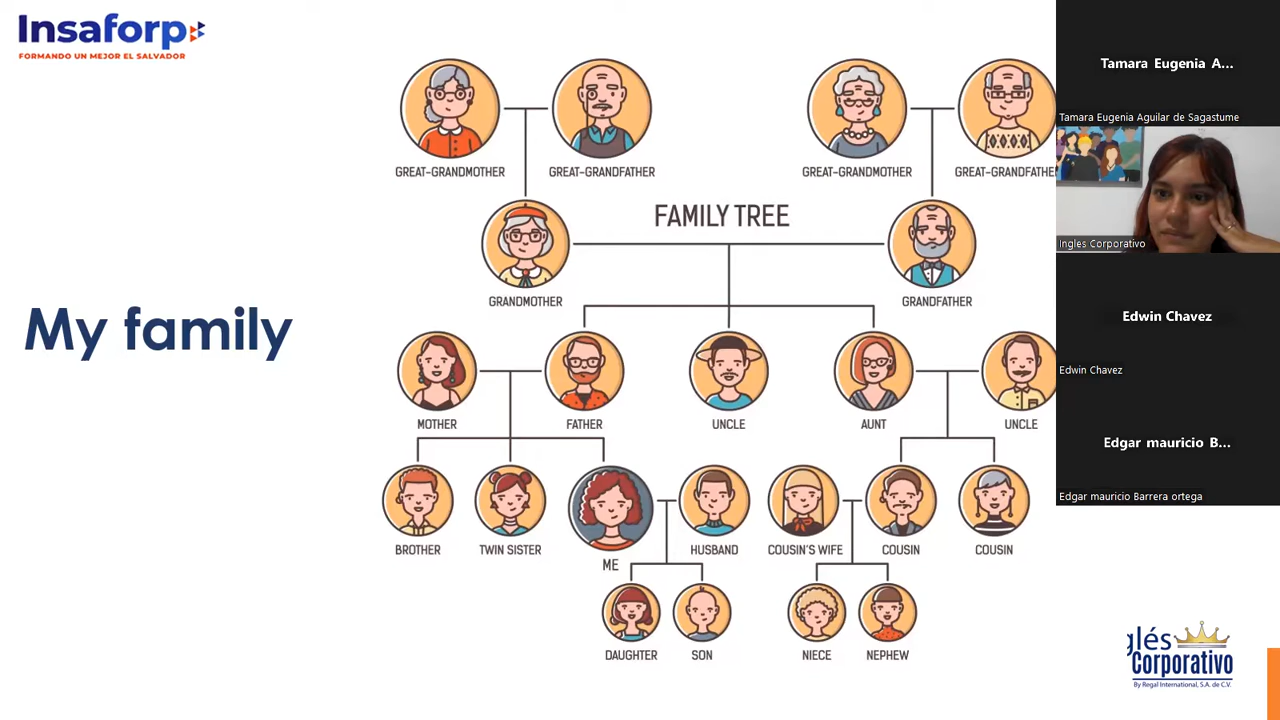 Insaforp
FORMANDO UN MEJOR EL SALVADOR
My family
FAMILY TREE
GREAT-GRANDMOTHER
GREAT-GRANDFATHER
GREAT-GRANDMOTHER
GREAT-GRANDFATHE
GRANDMOTHER
GRANDFATHER
MOTHER
FATHER
UNCLE
AUNT
UNCLE
BROTHER
TWIN SISTER
ME
HUSBAND
COUSIN'S WIFE
COUSIN
COUSIN
DAUGHTER
SON
NIECE
NEPHEW
Tamara Eugenia A...
Tamara Eugenia Aguilar de Sagastume
Ingles Corporativo
Edwin Chavez
Edwin Chavez
Edgar mauricio B...
Edgar mauricio Barrera ortega
glés
Corporativo
By Regal International, S.A. de C.V.